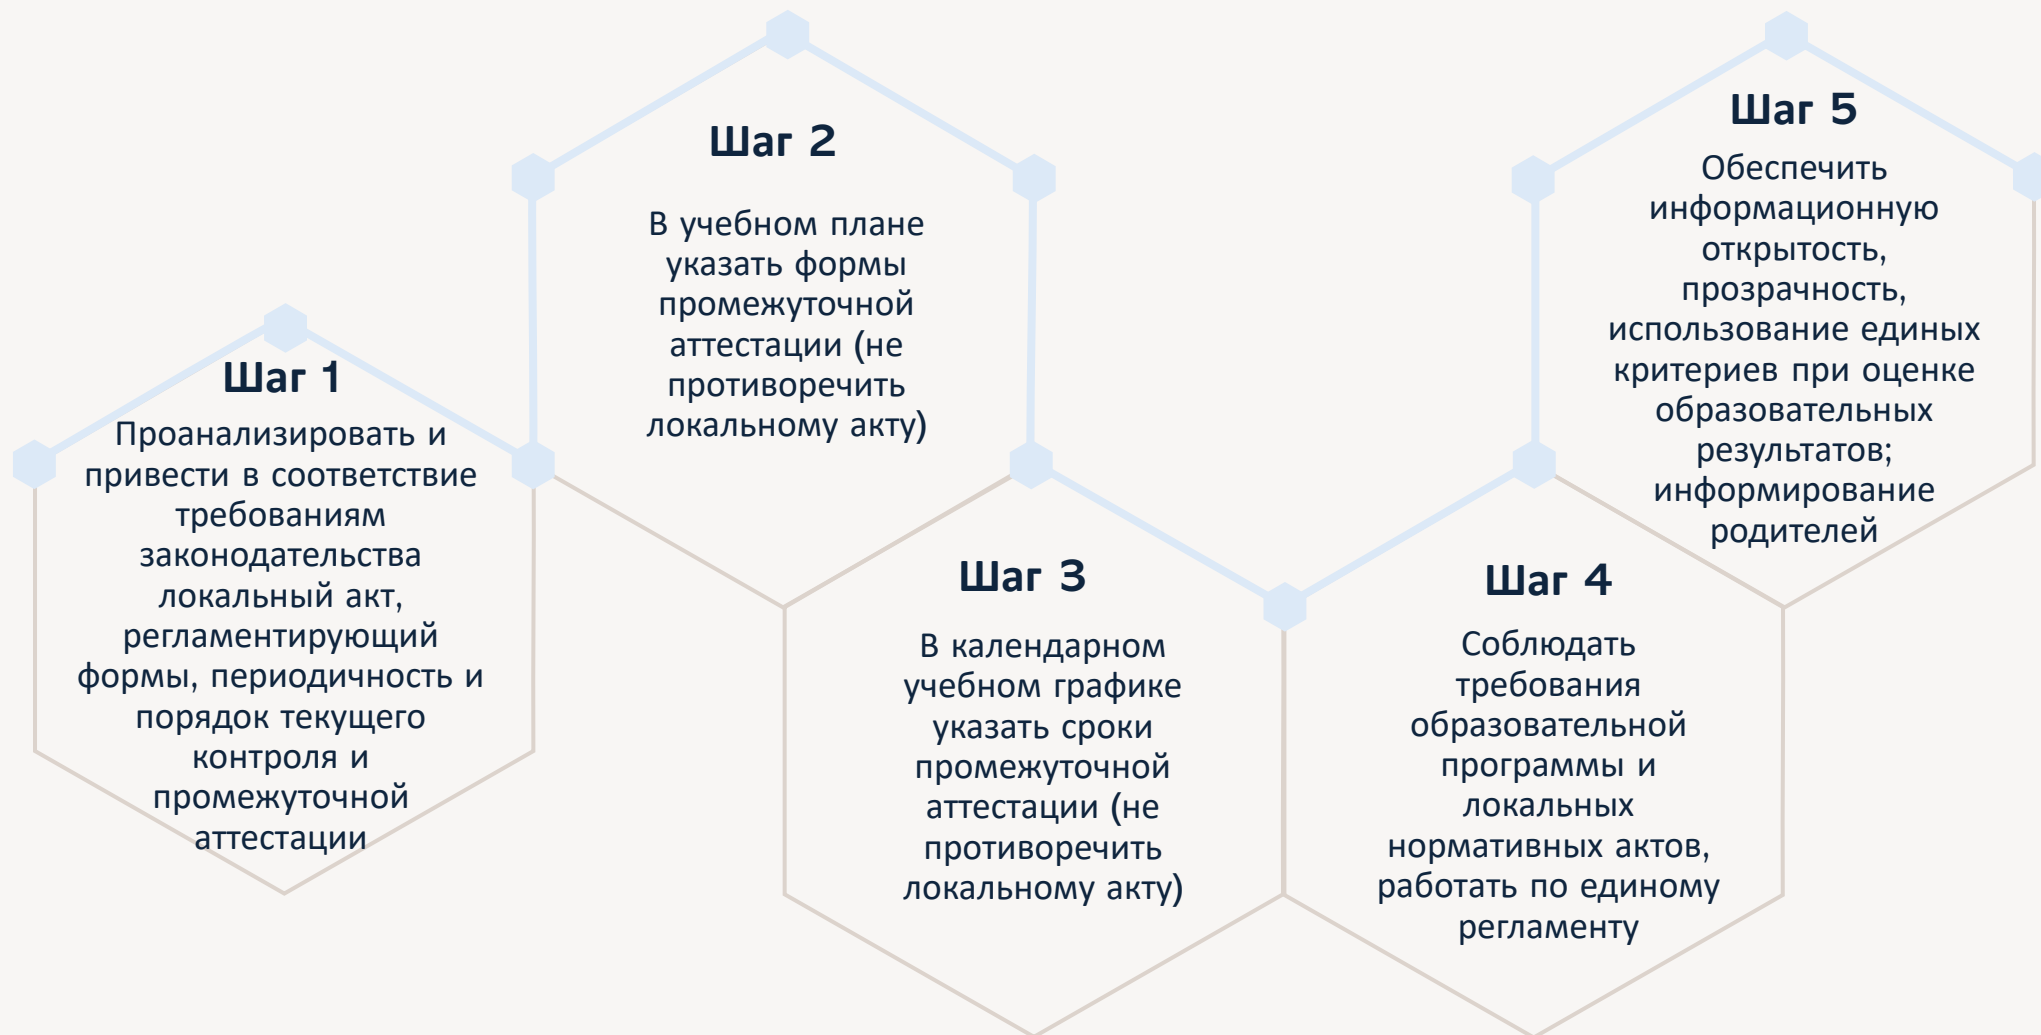 Шаг 1
Проанализировать и
привести в соответствие
требованиям
законодательства
локальный акт,
регламентирующий
формы, периодичность и
порядок текущего
контроля и
промежуточной
аттестации
Шаг 2
В учебном плане
указать формы
промежуточной
аттестации (не
противоречить
локальному акту)
Шаг 3
В календарном
учебном графике
указать сроки
промежуточной
аттестации (не
противоречить
локальному акту)
Шаг 4
Соблюдать
требования
образовательной
программы и
локальных
нормативных актов,
работать по единому
регламенту
Шаг 5
Обеспечить
информационную
открытость,
прозрачность,
использование единых
критериев при оценке
образовательных
результатов;
информирование
родителей